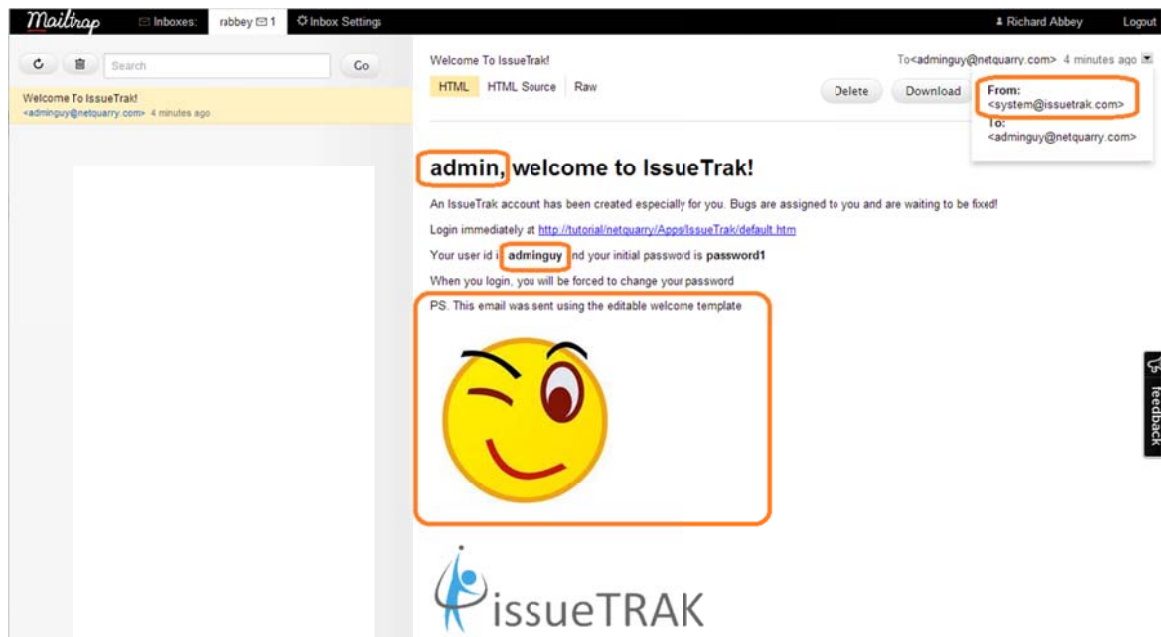 Mailtrap Inboxes: rabbey 1 Inbox Settings Richard Abbey Logout
Search Go
Welcome To IssueTrak!
<adminguy@netquarry.com> 4 minutes ago
Welcome To IssueTrak! To<adminguy@netquarry.com> 4 minutes ago
HTML HTML Source Raw Delete Download
From:
<system@issuetrak.com>
To:
<adminguy@netquarry.com>
admin, welcome to IssueTrak!
An IssueTrak account has been created especially for you. Bugs are assigned to you and are waiting to be fixed!
Login immediately at http://tutorial/netquarry/Apps/IssueTrak/default.htm
Your user id i adminguy nd your initial password is password1
When you login, you will be forced to change your password
PS. This email was sent using the editable welcome template
feedback
issueTRAK